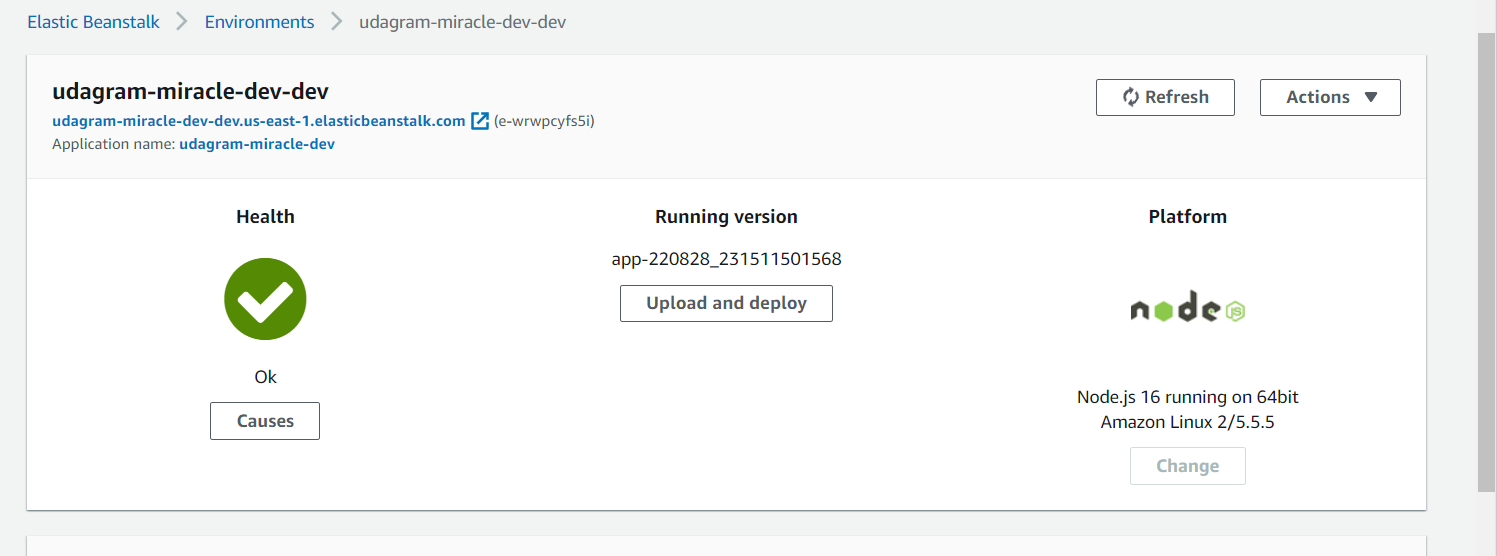 Elastic Beanstalk > Environments > udagram-miracle-dev-dev
udagram-miracle-dev-dev
Refresh
Actions
udagram-miracle-dev-dev.us-east-1.elasticbeanstalk.com (e-wrwpcyfs5i)
Application name: udagram-miracle-dev
Health
Ok
Causes
Running version
app-220828_231511501568
Upload and deploy
Platform
node JS
Node.js 16 running on 64bit
Amazon Linux 2/5.5.5
Change